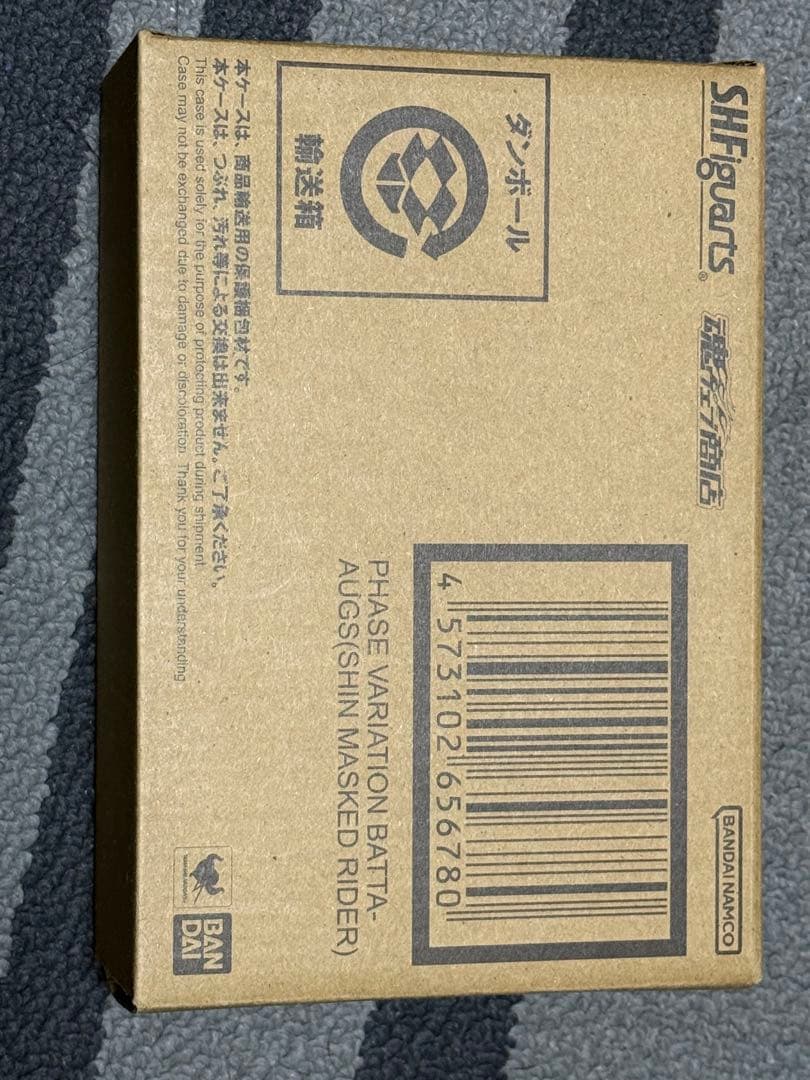 S.H.Figuarts®
魂ウェブ商店
ダンボール
輸送箱
本ケースは、商品輸送用の保護梱包材です。
本ケースは、つぶれ、汚れ等による交換は出来ません。ご了承ください。
This case is used solely for the purpose of protecting product during shipment
Case may not be exchanged due to damage or discoloration. Thank you for your understanding
4 573102 656780
PHASE VARIATION BATTA-
AUGS(SHIN MASKED RIDER)
BANDAI NAMCO
BAN
DAI